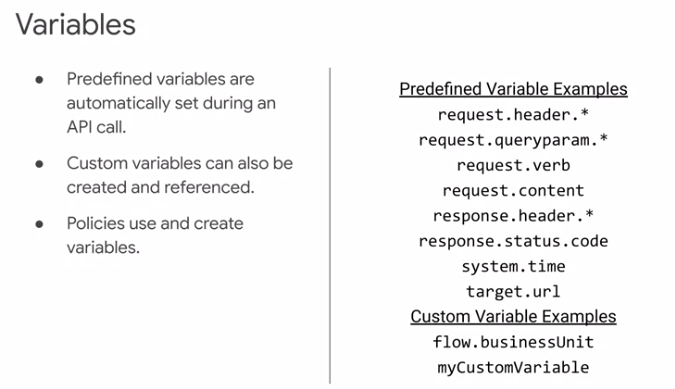 Variables
● Predefined variables are
automatically set during an
API call.
● Custom variables can also be
created and referenced.
● Policies use and create
variables.
Predefined Variable Examples
request.header.*
request.queryparam.*
request.verb
request.content
response.header.*
response.status.code
system.time
target.url
Custom Variable Examples
flow.businessUnit
myCustomVariable